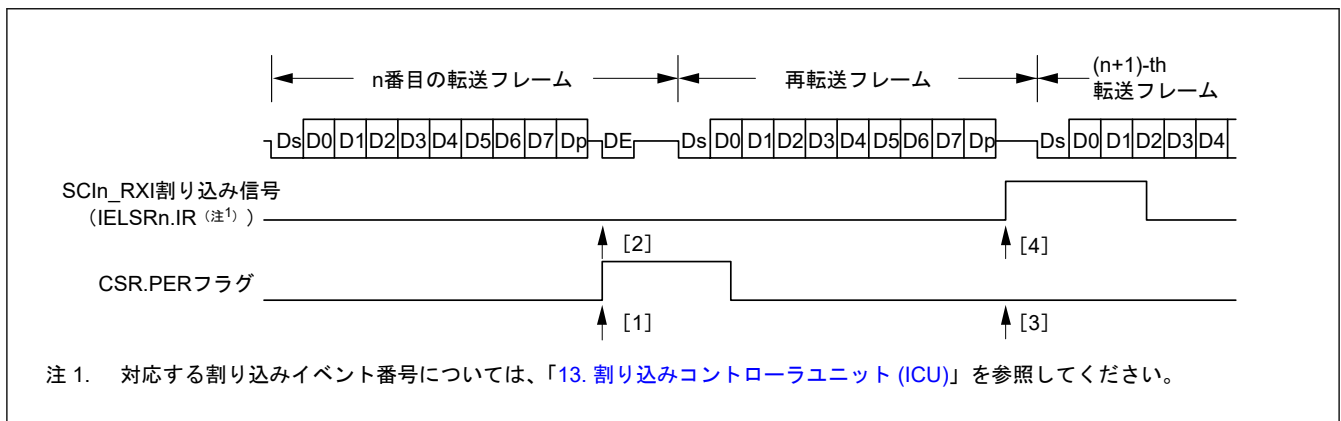 n番目の転送フレーム 再転送フレーム (n+1)-th
転送フレーム
Ds D0 D1 D2 D3 D4 D5 D6 D7 Dp DE Ds D0 D1 D2 D3 D4 D5 D6 D7 Dp Ds D0 D1 D2 D3 D4
SCIn_RXI割り込み信号
（IELSRn.IR（注1））
［2］ ［4］
CSR.PERフラグ
［1］ ［3］
注 1. 対応する割り込みイベント番号については、「13. 割り込みコントローラユニット (ICU)」を参照してください。